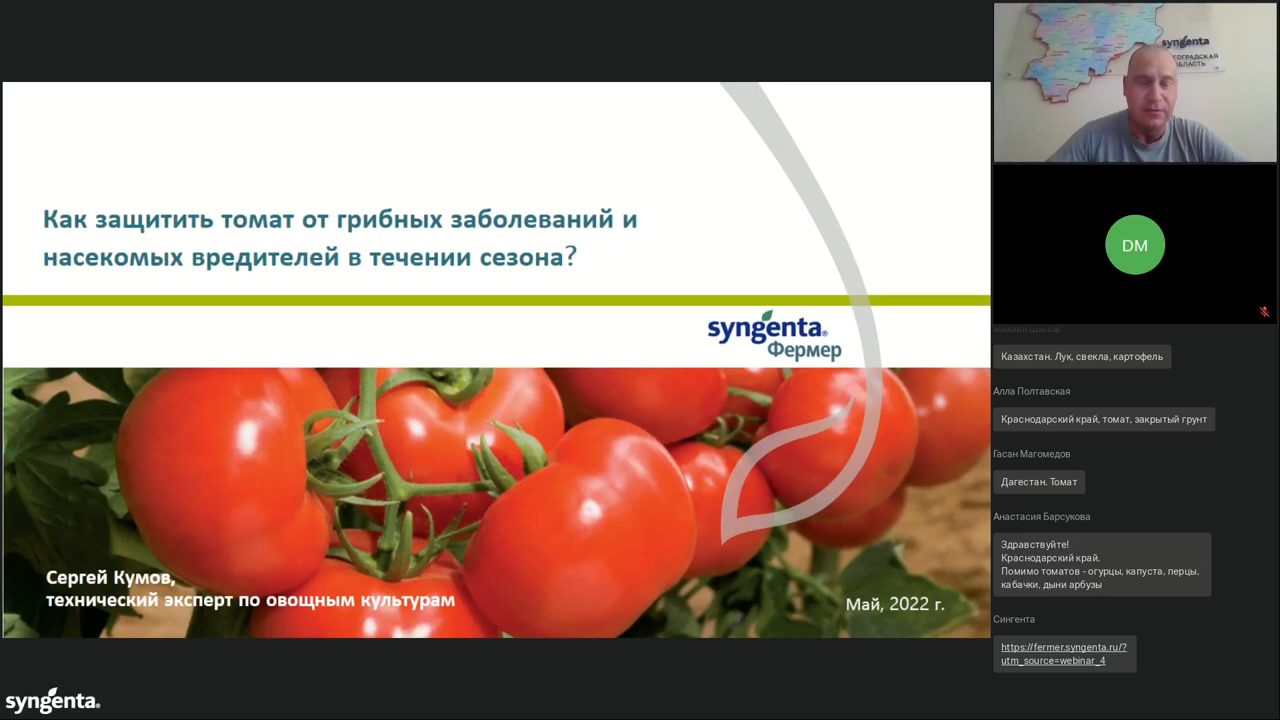 Как защитить томат от грибных заболеваний и
насекомых вредителей в течении сезона?
syngenta®
Фермер
Сергей Кумов,
технический эксперт по овощным культурам
Май, 2022 г.
syngenta®
syngenta
ОБЛАСТЬ
DM
Казахстан. Лук, свекла, картофель
Алла Полтавская
Краснодарский край, томат, закрытый грунт
Гасан Магомедов
Дагестан. Томат
Анастасия Барсукова
Здравствуйте!
Краснодарский край.
Помимо томатов - огурцы, капуста, перцы,
кабачки, дыни арбузы
Сингента
https://fermer.syngenta.ru/?
utm_source=webinar_4